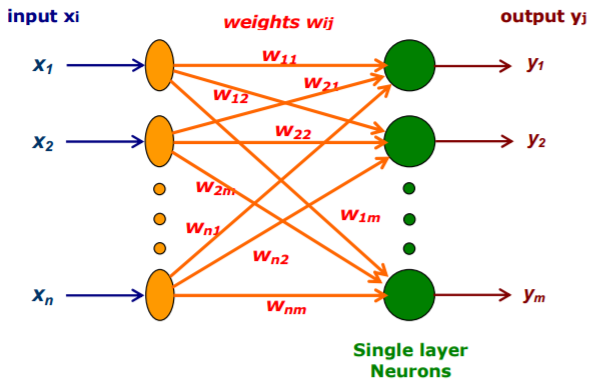 input xi
weights wij
output yj
x1
w11
y1
w12
w21
x2
w22
y2
w2m
w1m
wn1
wn2
xn
wnm
ym
Single layer
Neurons